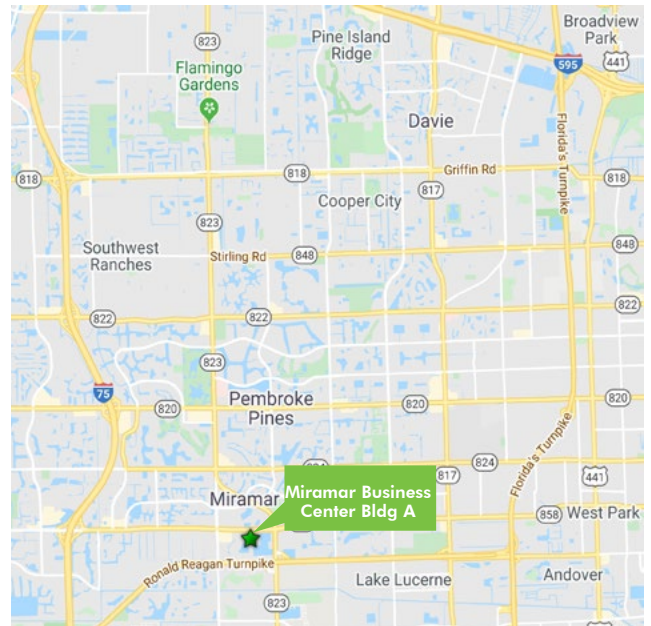 Broadview
Park
Pine Island
Ridge
823
441
Flamingo
Gardens
595
Davie
Florida's Turnpike
818
818
Griffin Rd
818
817
Cooper City
823
Southwest
Ranches
Stirling Rd
848
848
822
822
822
823
75
Pembroke
Pines
820
820
820
Florida's Turnpike
824
817
441
Miramar
Miramar Business
Center Bldg A
858
West Park
Ronald Reagan Turnpike
Lake Lucerne
Andover
823